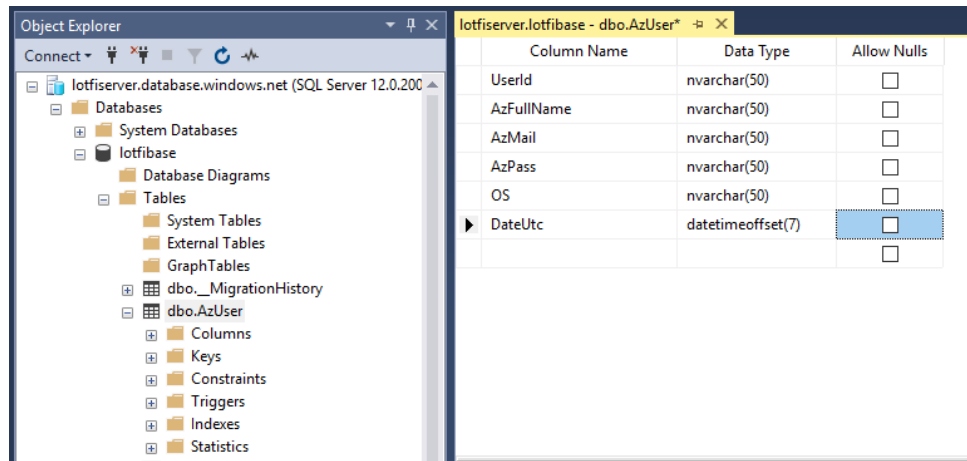 Object Explorer
Connect
lotfiserver.database.windows.net (SQL Server 12.0.200
Databases
System Databases
lotfibase
Database Diagrams
Tables
System Tables
External Tables
GraphTables
dbo.__MigrationHistory
dbo.AzUser
Columns
Keys
Constraints
Triggers
Indexes
Statistics
lotfiserver.lotfibase - dbo.AzUser*
Column Name Data Type Allow Nulls
UserId nvarchar(50)
AzFullName nvarchar(50)
AzMail nvarchar(50)
AzPass nvarchar(50)
OS nvarchar(50)
DateUtc datetimeoffset(7)